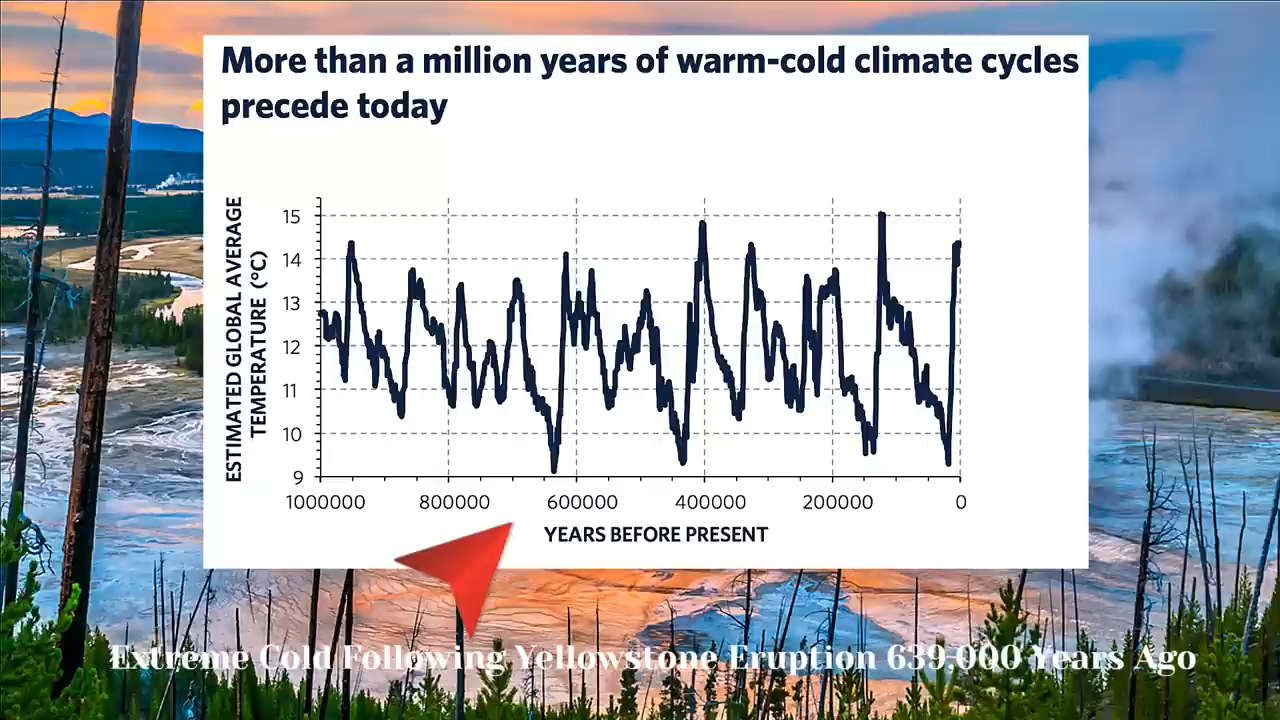 More than a million years of warm-cold climate cycles
precede today
ESTIMATED GLOBAL AVERAGE
TEMPERATURE (°C)
15
14
13
12
11
10
9
1000000 800000 600000 400000 200000 0
YEARS BEFORE PRESENT
Extreme Cold Following Yellowstone Eruption 639,000 Years Ago